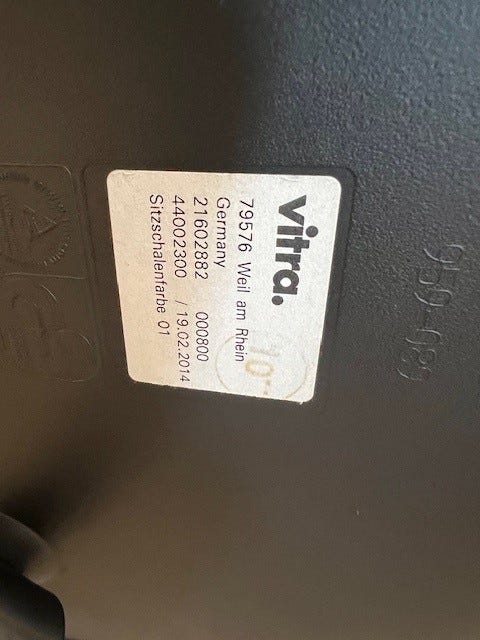 vitra.
79576 Weil am Rhein
Germany
21602882 000800
44002300 / 19.02.2014
Sitzschalenfarbe 01